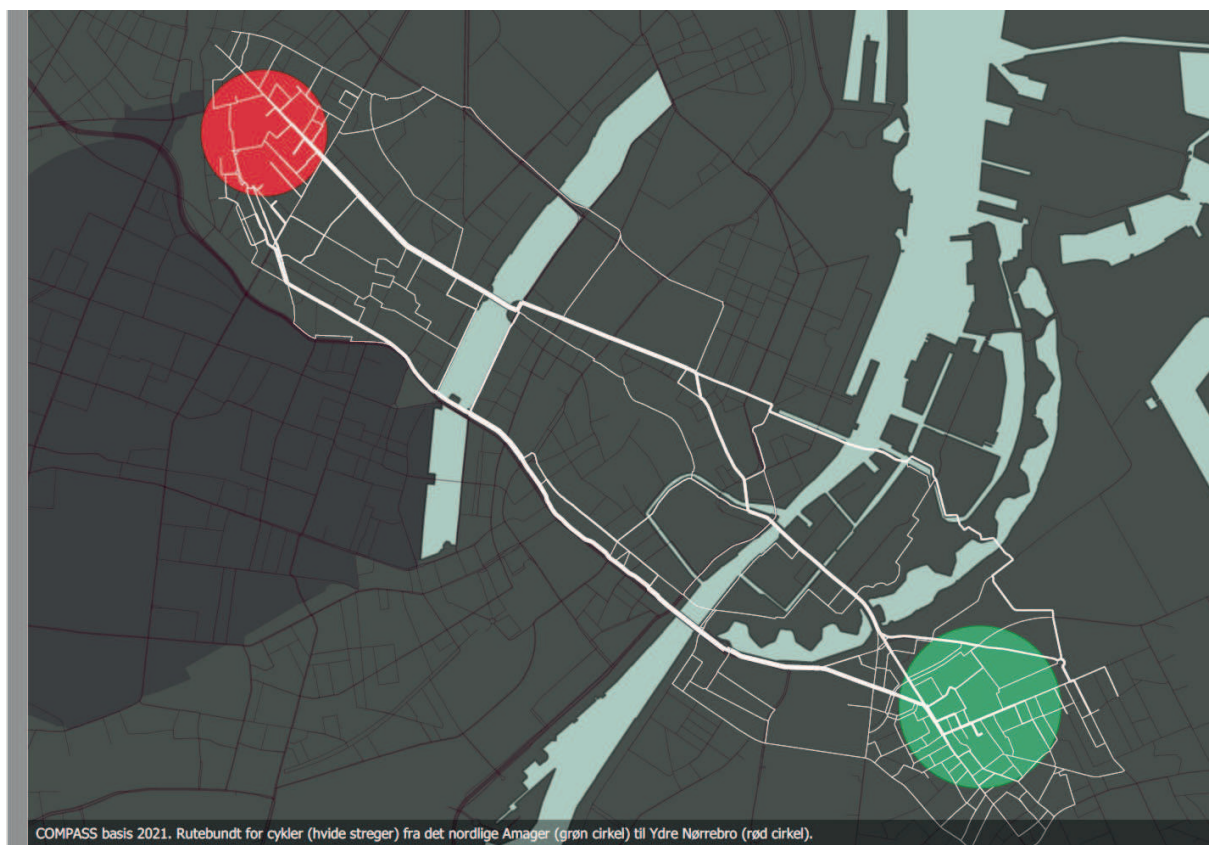 COMPASS basis 2021. Rutebundt for cykler (hvide streger) fra det nordlige Amager (grøn cirkel) til Ydre Nørrebro (rød cirkel).